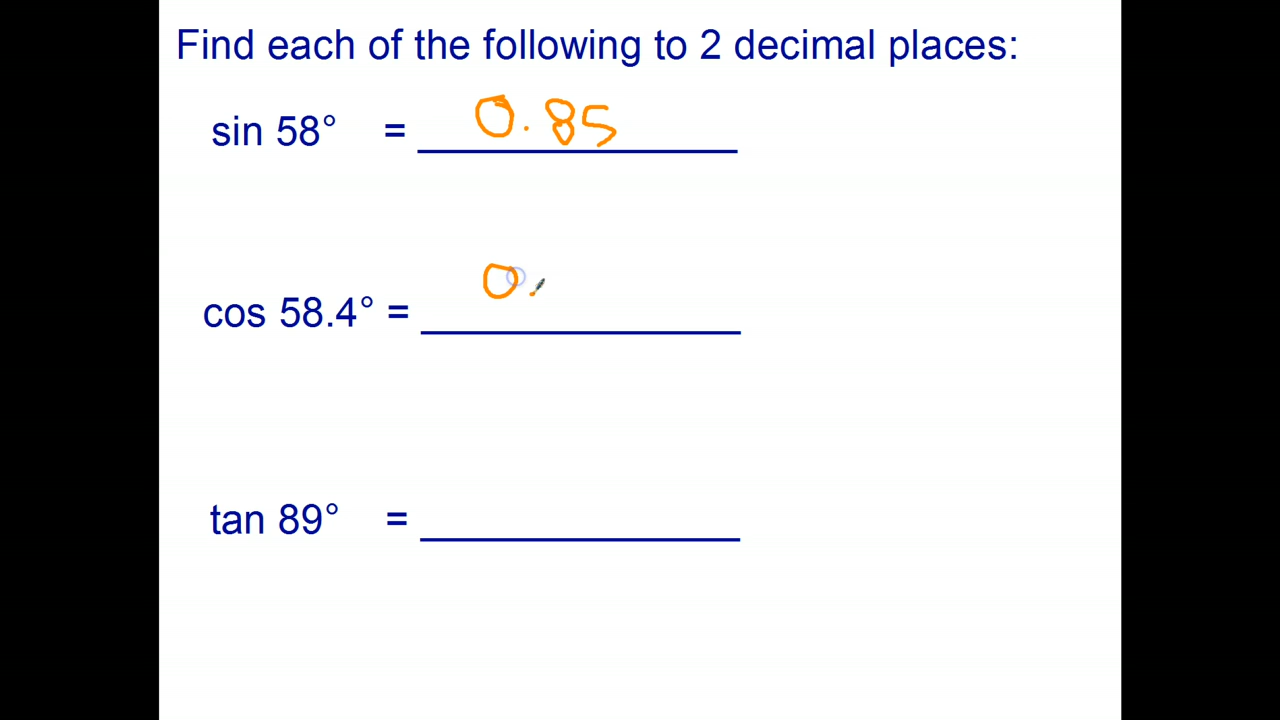 Find each of the following to 2 decimal places:
sin 58° = 0.85
cos 58.4° = 0.
tan 89° =